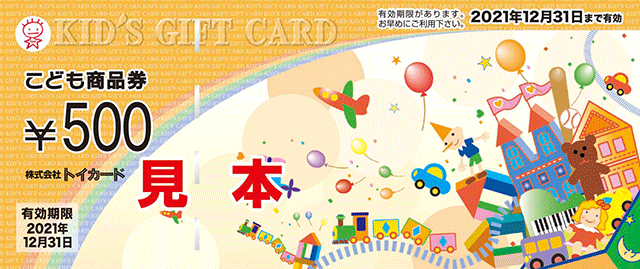 KID'S GIFT CARD
有効期限があります。
お早めにご利用下さい。
2021年12月31日まで有効
こども商品券
￥500
株式会社トイカード
見本
有効期限
2021年
12月31日